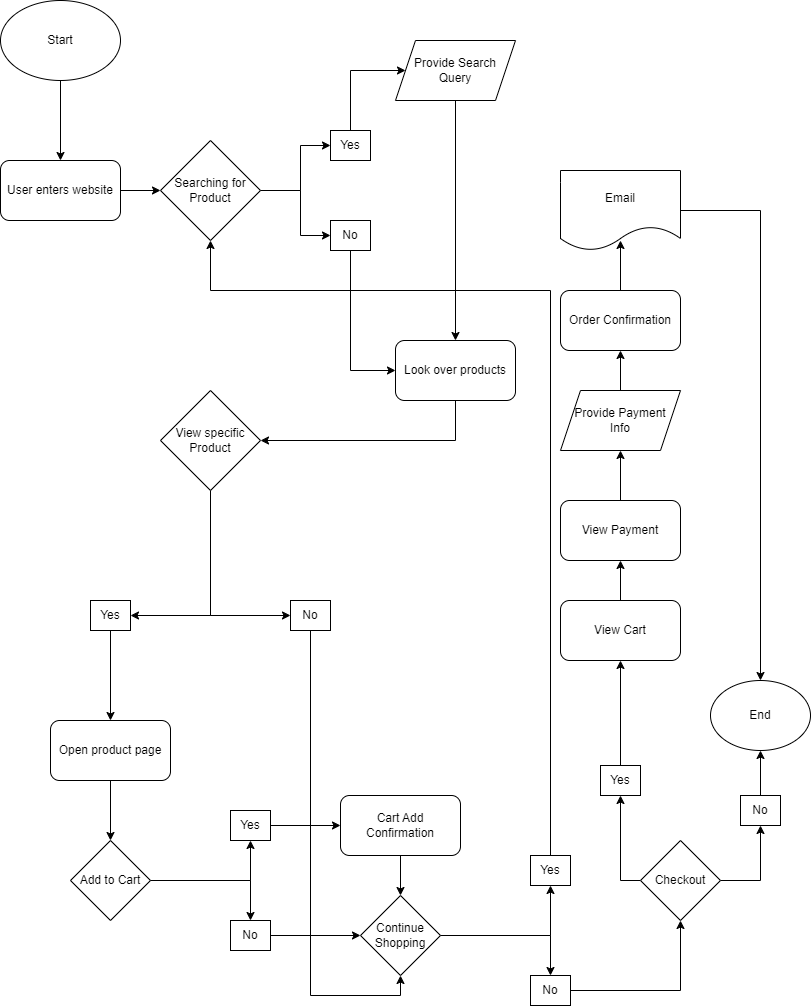 Start
User enters website
Searching for
Product
Yes
Provide Search
Query
No
Look over products
View specific
Product
Yes
No
Open product page
Add to Cart
Yes
No
Cart Add
Confirmation
Continue
Shopping
Yes
No
Checkout
Yes
No
View Cart
View Payment
Provide Payment
Info
Order Confirmation
Email
End